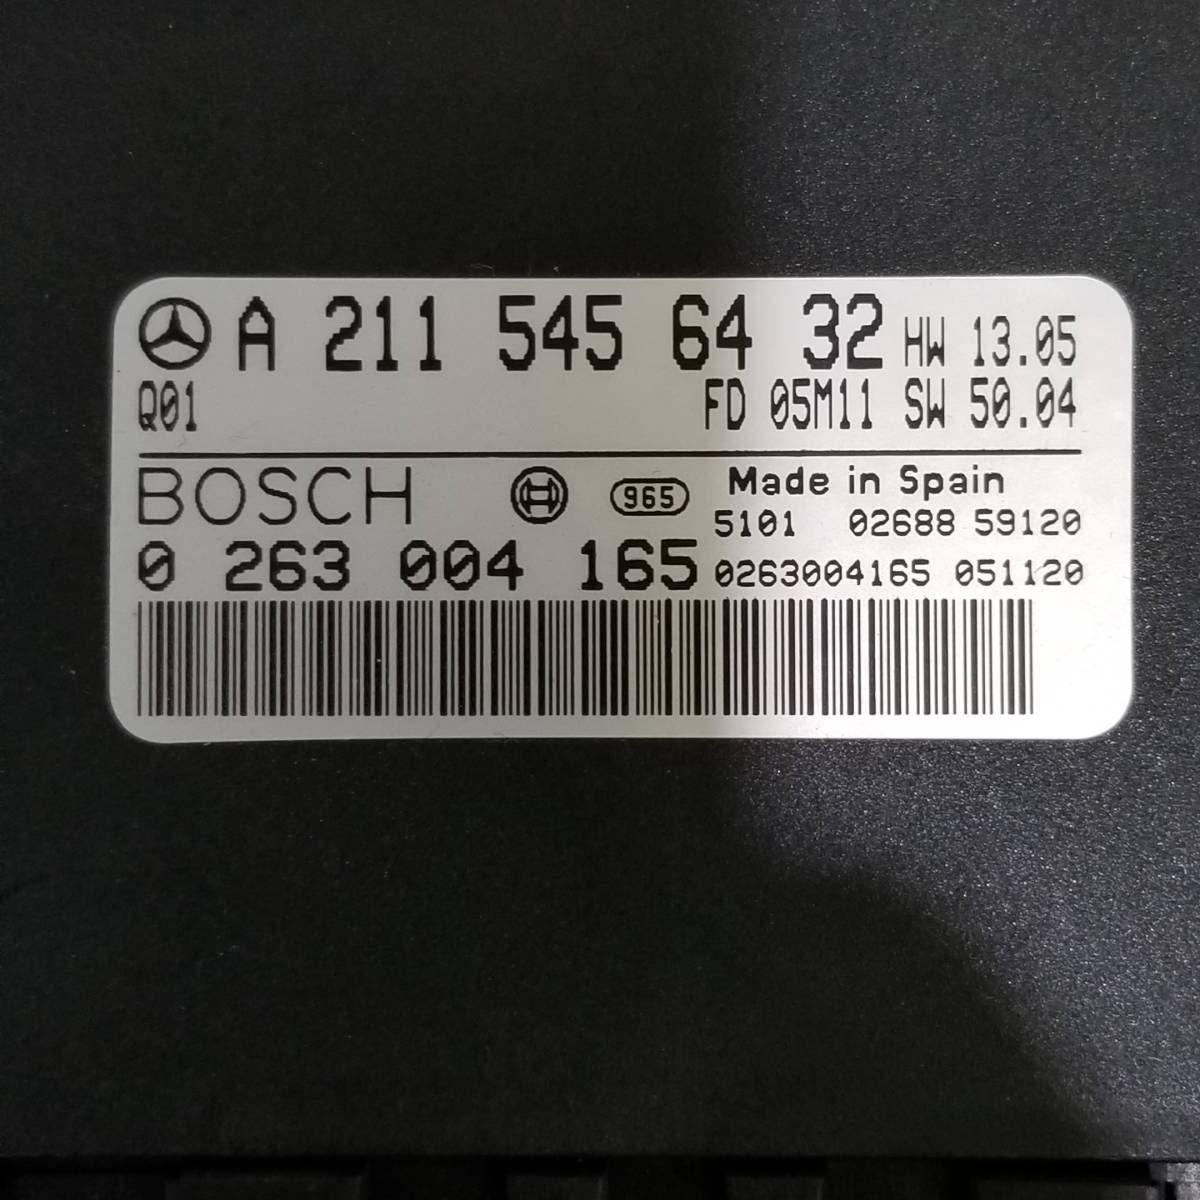 A 211 545 64 32 HW 13.05
Q01 FD 05M11 SW 50.04
BOSCH 965 Made in Spain
5101 02688 59120
0 263 004 165 0263004165 051120